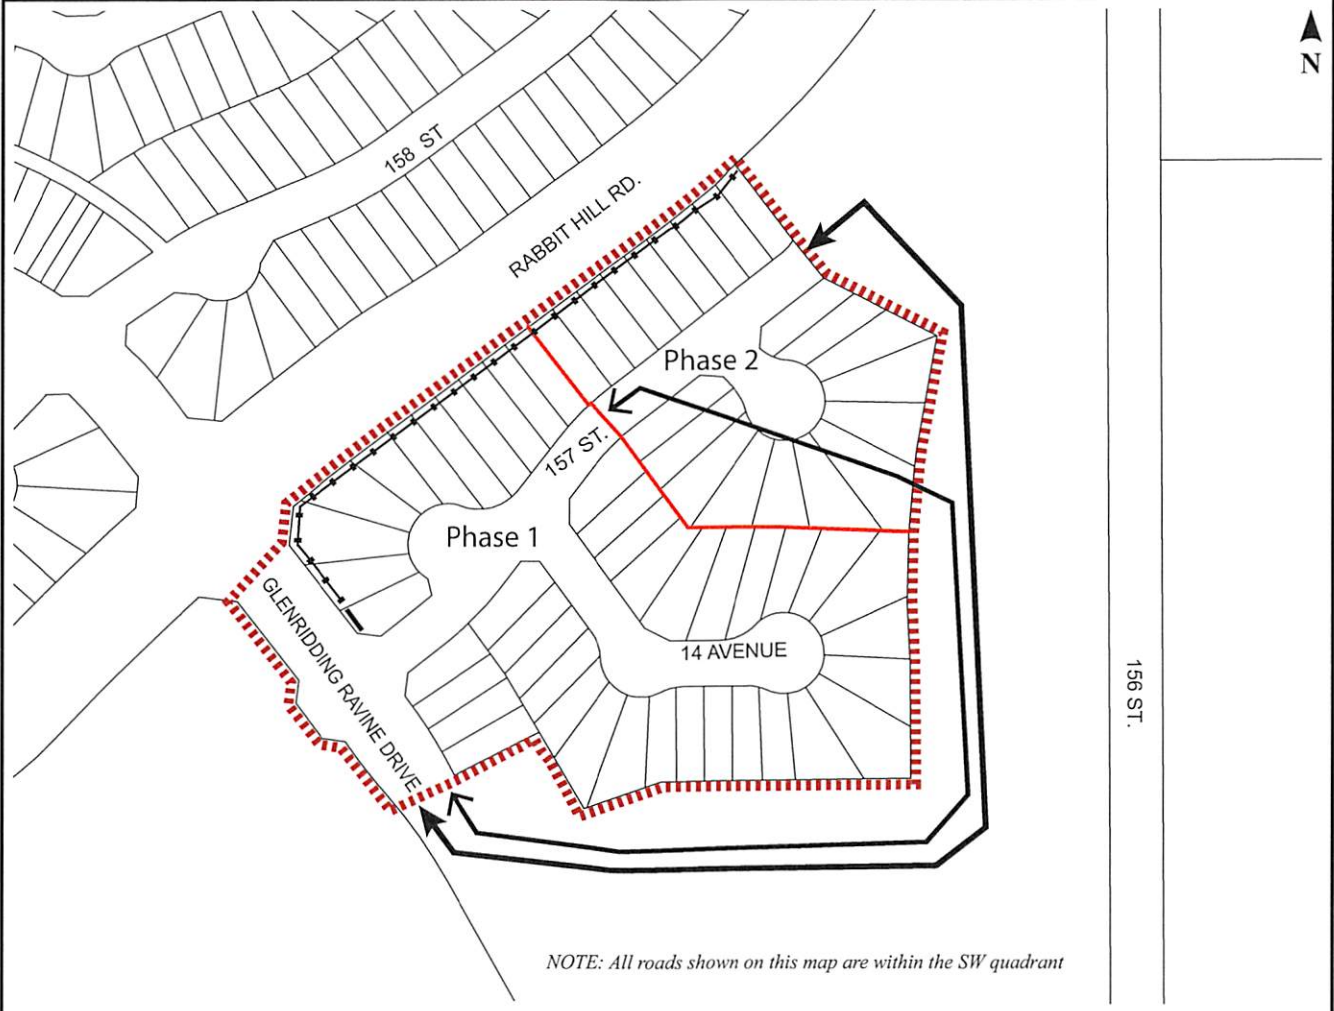 N
158 ST
RABBIT HILL RD.
Phase 2
157 ST.
Phase 1
GLENRIDDING RAVINE DRIVE
14 AVENUE
156 ST.
NOTE: All roads shown on this map are within the SW quadrant